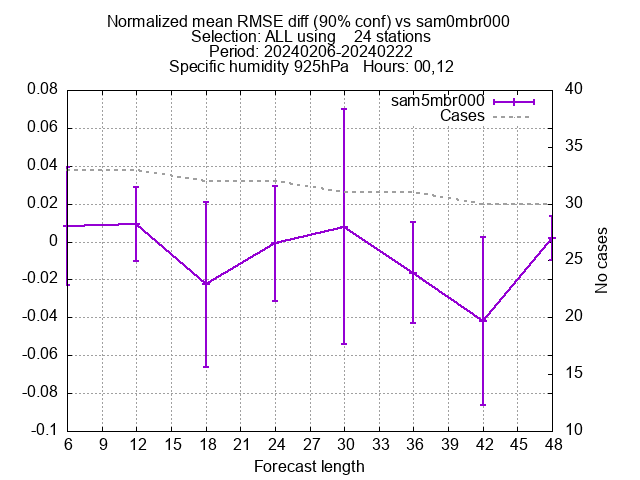 Normalized mean RMSE diff (90% conf) vs sam0mbr000
Selection: ALL using    24 stations
Period: 20240206-20240222
Specific humidity 925hPa   Hours: 00,12
sam5mbr000
Cases
0.08
0.06
0.04
0.02
0
-0.02
-0.04
-0.06
-0.08
-0.1
40
35
30
25
20
15
10
No cases
6 9 12 15 18 21 24 27 30 33 36 39 42 45 48
Forecast length